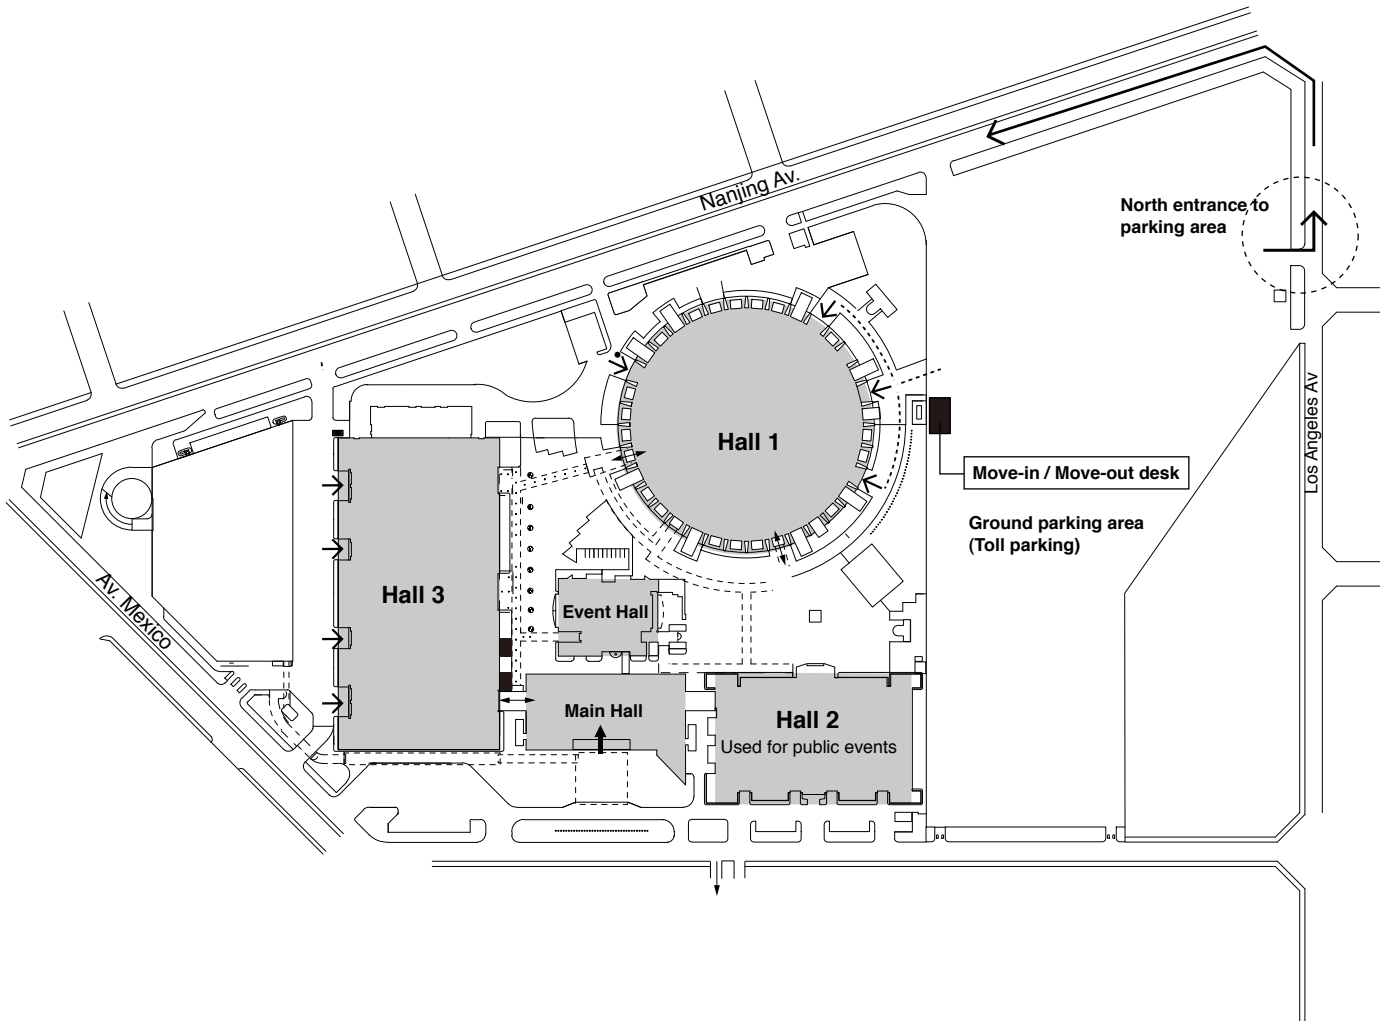 Nanjing Av.
North entrance to
parking area
Hall 1
Los Angeles Av
Move-in / Move-out desk
Ground parking area
(Toll parking)
Av. Mexico
Hall 3
Event Hall
Main Hall
Hall 2
Used for public events